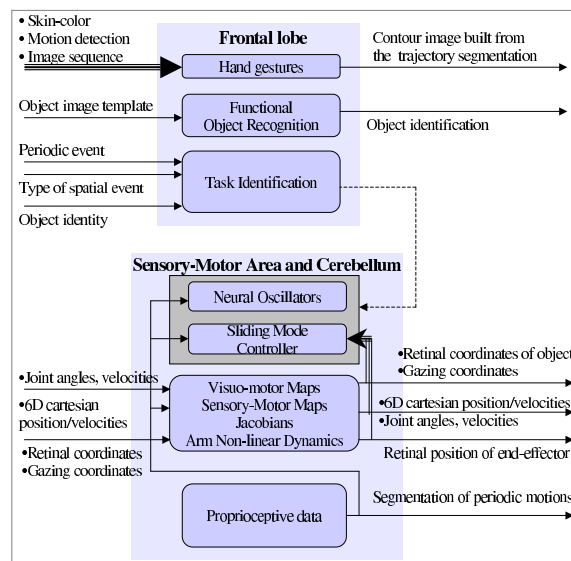 • Skin-color
• Motion detection
• Image sequence
Frontal lobe
Hand gestures
Contour image built from
the trajectory segmentation
Object image template
Functional
Object Recognition
Object identification
Periodic event
Type of spatial event
Object identity
Task Identification
Sensory-Motor Area and Cerebellum
Neural Oscillators
Sliding Mode
Controller
•Retinal coordinates of object
•Gazing coordinates
•Joint angles, velocities
•6D cartesian
position/velocities
•Retinal coordinates
•Gazing coordinates
Visuo-motor Maps
Sensory-Motor Maps
Jacobians
Arm Non-linear Dynamics
•6D cartesian position/velocities
•Joint angles, velocities
Retinal position of end-effector
Proprioceptive data
Segmentation of periodic motions